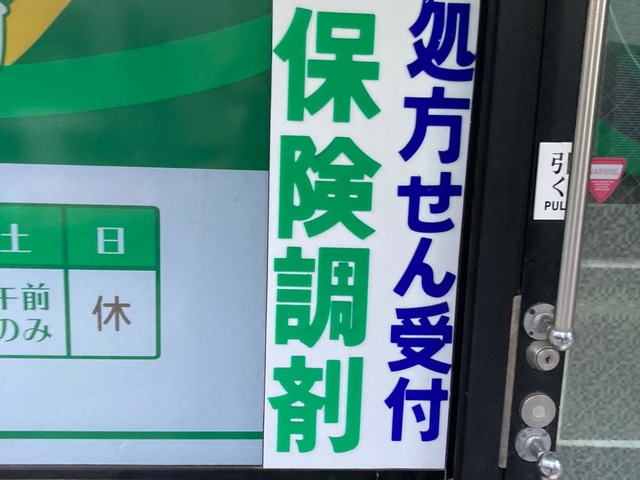 処方せん受付
保険調剤
土 日
午前のみ 休
引く
PULL
WARNING